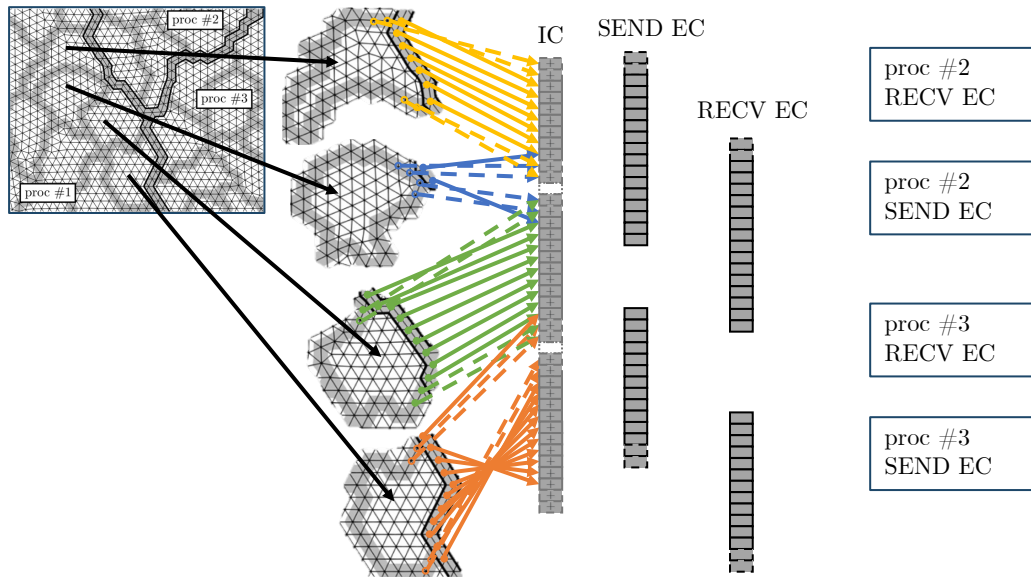 proc #2
proc #3
proc #1
IC
SEND EC
RECV EC
proc #2
RECV EC
proc #2
SEND EC
proc #3
RECV EC
proc #3
SEND EC